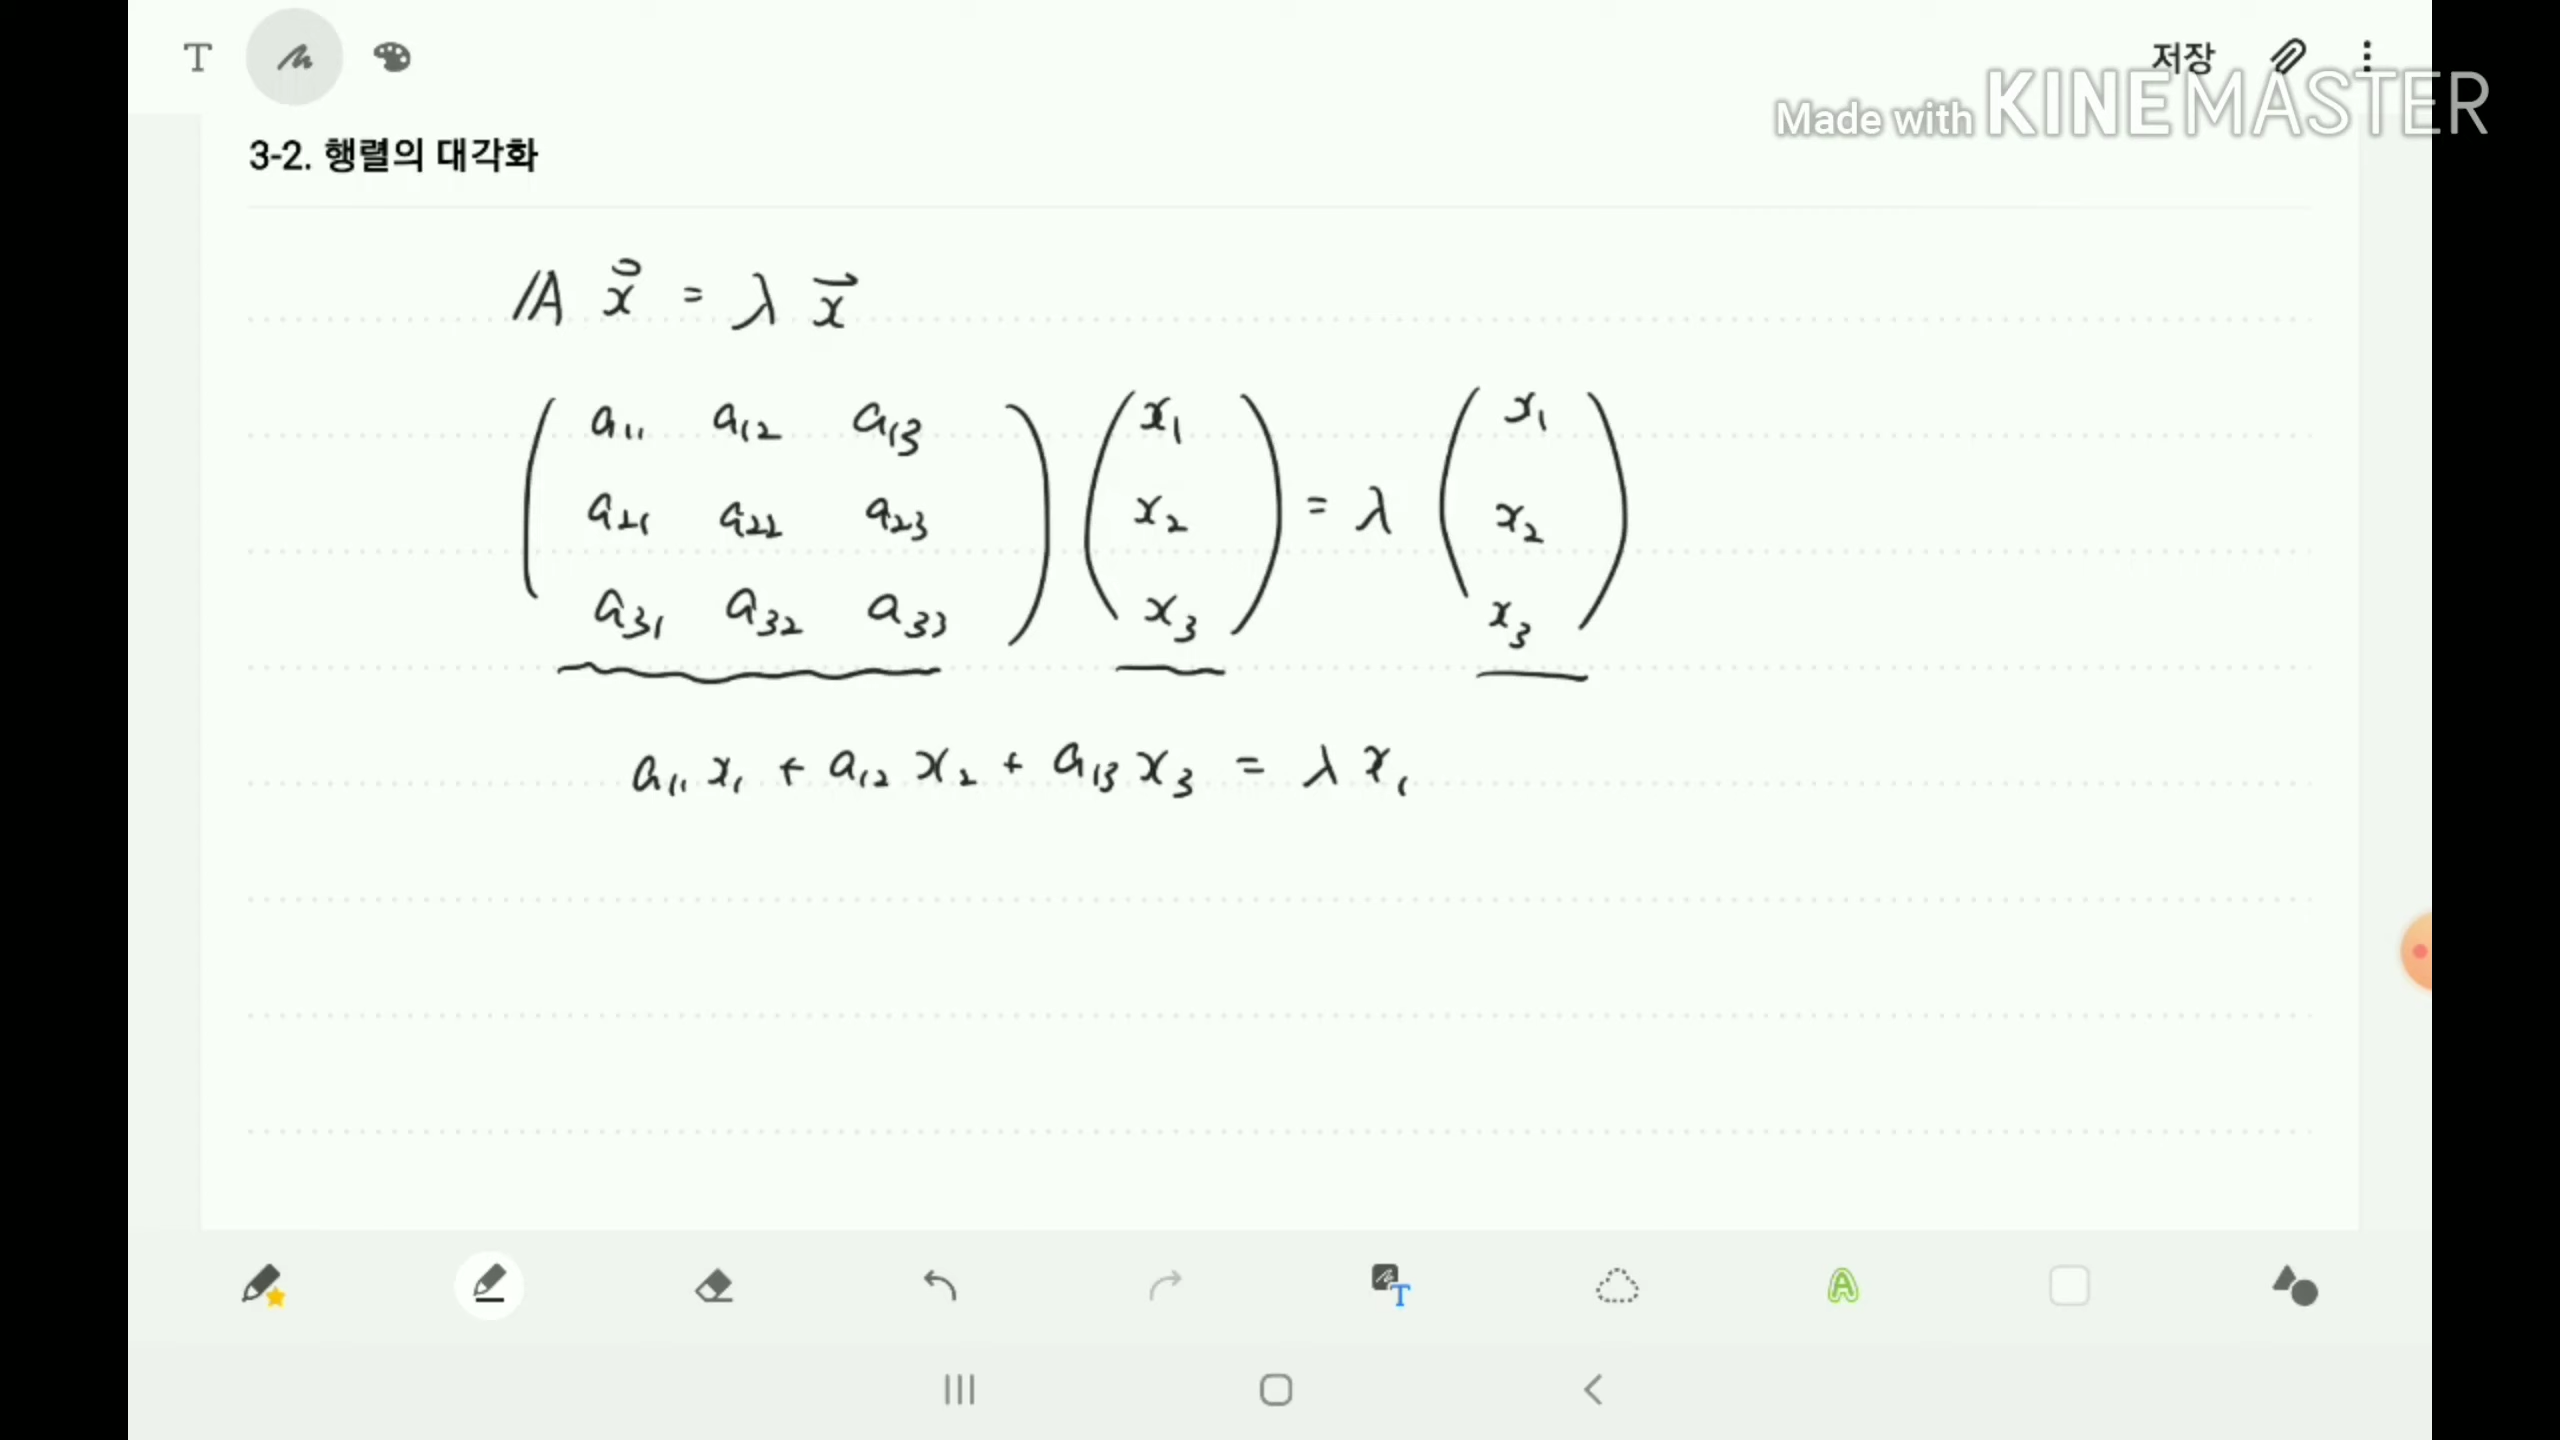 T
저장
Made with KINEMASTER
3-2. 행렬의 대각화
A x⃗ = λ x⃗
( a₁₁ a₁₂ a₁₃ ) ( x₁ ) = λ ( x₁ )
( a₂₁ a₂₂ a₂₃ ) ( x₂ ) ( x₂ )
( a₃₁ a₃₂ a₃₃ ) ( x₃ ) ( x₃ )
a₁₁ x₁ + a₁₂ x₂ + a₁₃ x₃ = λ x₁
T A